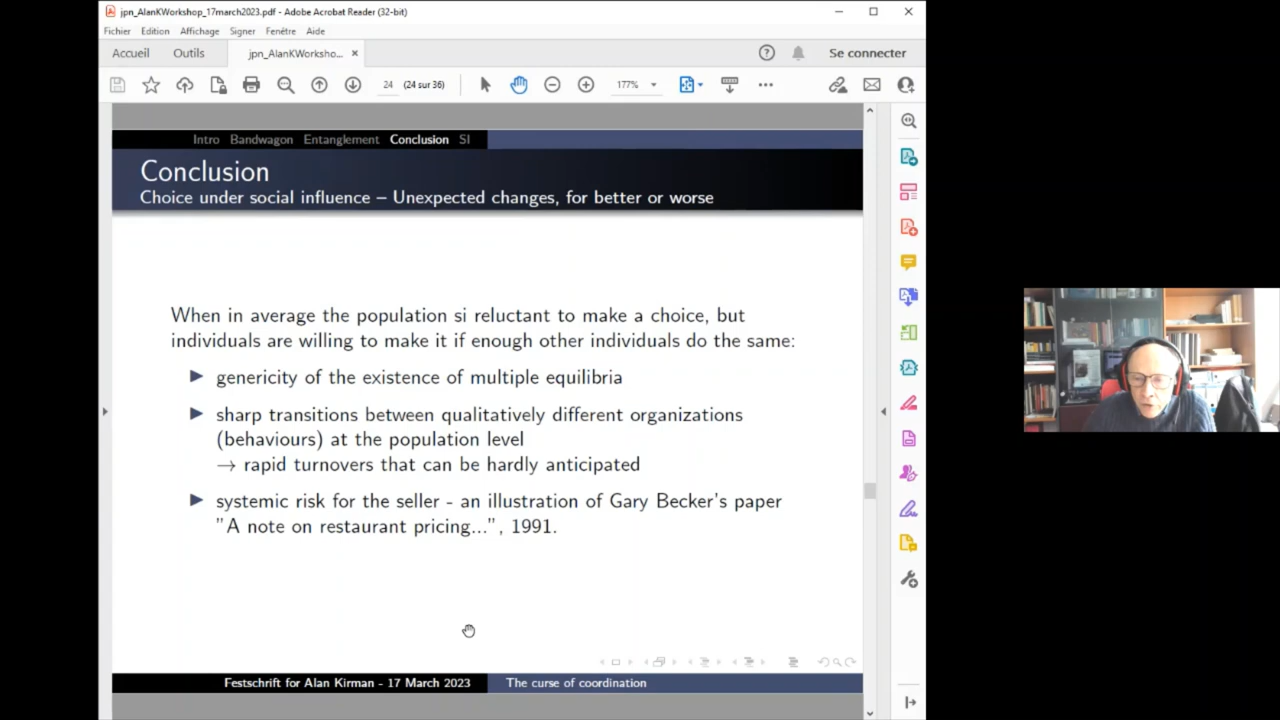 jpn_AlanKWorkshop_17march2023.pdf - Adobe Acrobat Reader (32-bit)
Fichier Edition Affichage Signer Fenêtre Aide
Accueil Outils jpn_AlanKWorksho... Se connecter
24 (24 sur 36) 177%
Intro Bandwagon Entanglement Conclusion SI
Conclusion
Choice under social influence – Unexpected changes, for better or worse
When in average the population si reluctant to make a choice, but
individuals are willing to make it if enough other individuals do the same:
genericity of the existence of multiple equilibria
sharp transitions between qualitatively different organizations
(behaviours) at the population level
→ rapid turnovers that can be hardly anticipated
systemic risk for the seller - an illustration of Gary Becker's paper
"A note on restaurant pricing...", 1991.
Festschrift for Alan Kirman - 17 March 2023 The curse of coordination